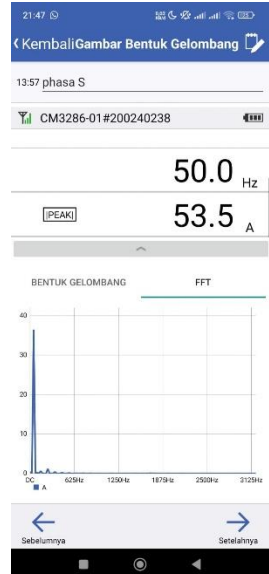 21:47
‹ Kembali Gambar Bentuk Gelombang
13:57 phasa S
CM3286-01#200240238
50.0 Hz
|PEAK|
53.5 A
BENTUK GELOMBANG FFT
40
30
20
10
0
DC 625Hz 1250Hz 1875Hz 2500Hz 3125Hz
A
Sebelumnya Setelahnya